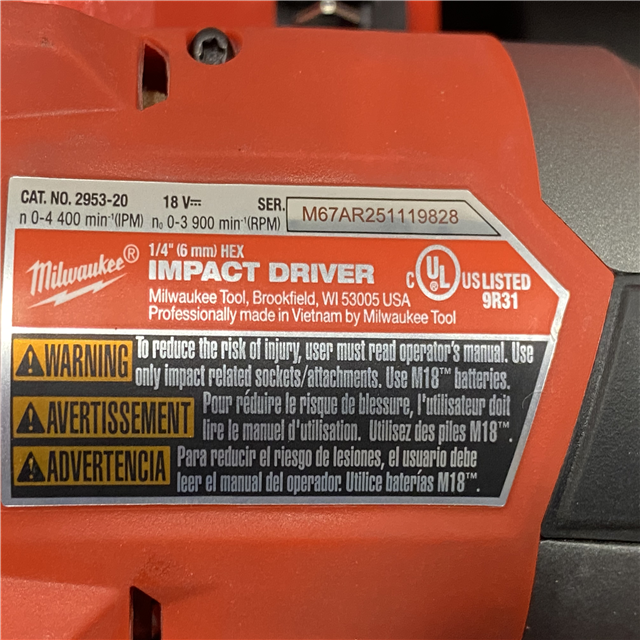 CAT. NO. 2953-20 18 V⎓ SER. M67AR251119828
n 0-4 400 min⁻¹(IPM) n₀ 0-3 900 min⁻¹(RPM)
Milwaukee®
1/4" (6 mm) HEX
IMPACT DRIVER
Milwaukee Tool, Brookfield, WI 53005 USA
Professionally made in Vietnam by Milwaukee Tool
C UL® US LISTED
9R31
WARNING To reduce the risk of injury, user must read operator's manual. Use
only impact related sockets/attachments. Use M18™ batteries.
AVERTISSEMENT Pour réduire le risque de blessure, l'utilisateur doit
lire le manuel d'utilisation. Utilisez des piles M18™.
ADVERTENCIA Para reducir el riesgo de lesiones, el usuario debe
leer el manual del operador. Utilice baterías M18™.